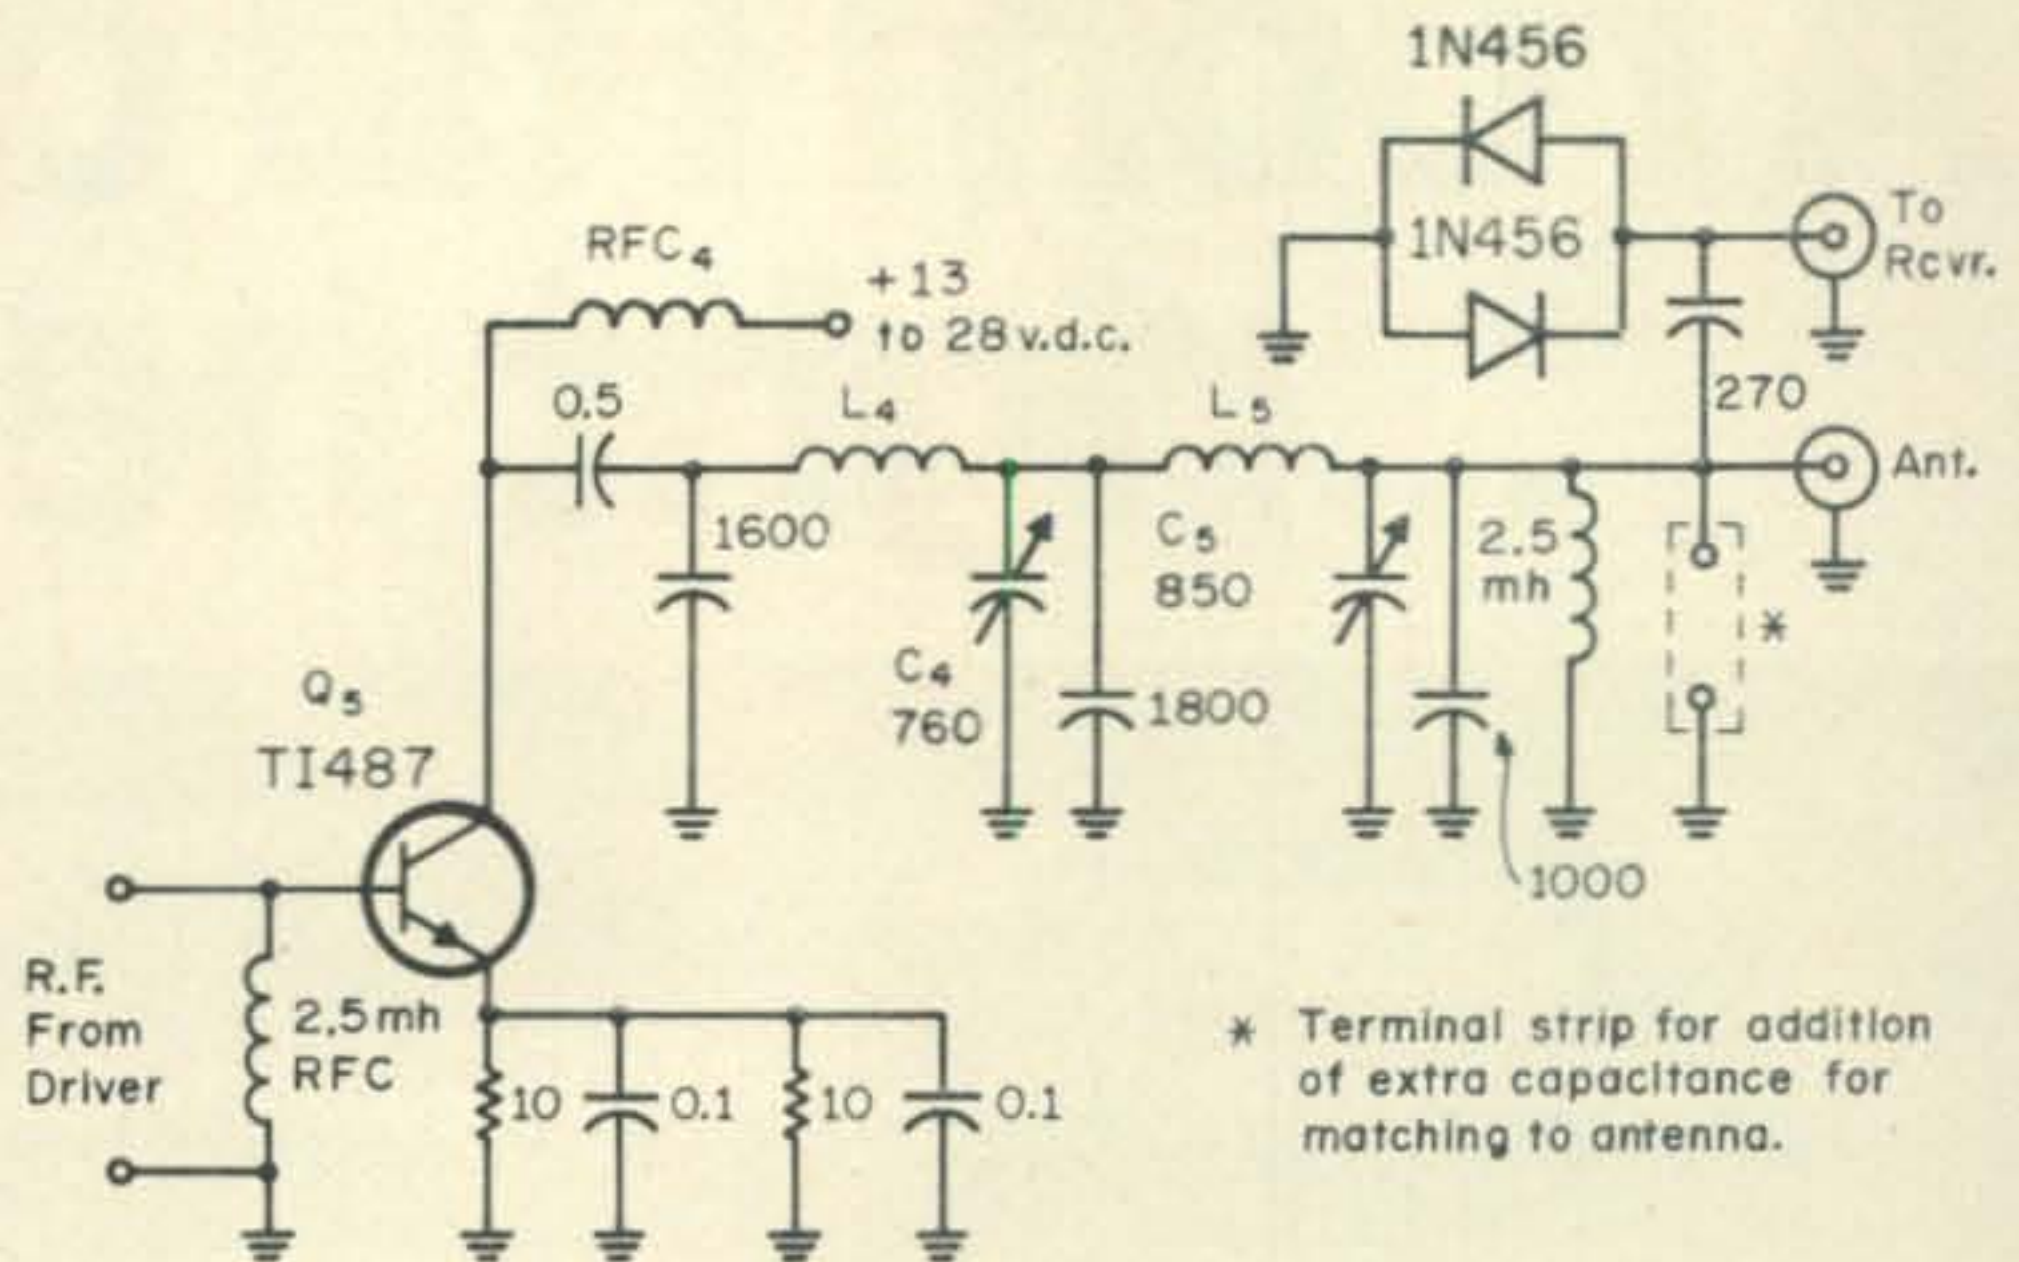 1N456
1N456
To
Rcvr.
RFC4
+13
to 28 v.d.c.
270
0.5
L4
L5
Ant.
1600
C5
850
2.5
mh
*
C4
760
1800
Q5
TI487
1000
R.F.
From
Driver
2.5mh
RFC
10
0.1
10
0.1
* Terminal strip for addition
of extra capacitance for
matching to antenna.